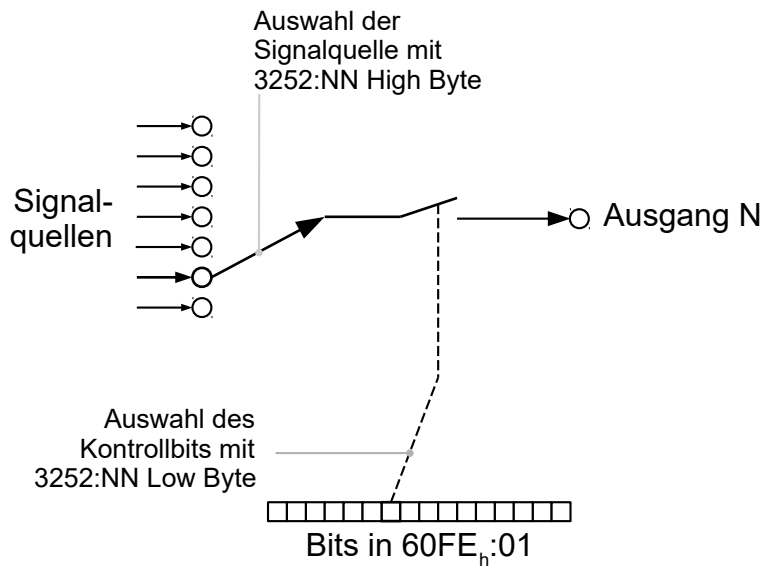 Auswahl der
Signalquelle mit
3252:NN High Byte
Signal-
quellen
Ausgang N
Auswahl des
Kontrollbits mit
3252:NN Low Byte
Bits in 60FEₕ:01